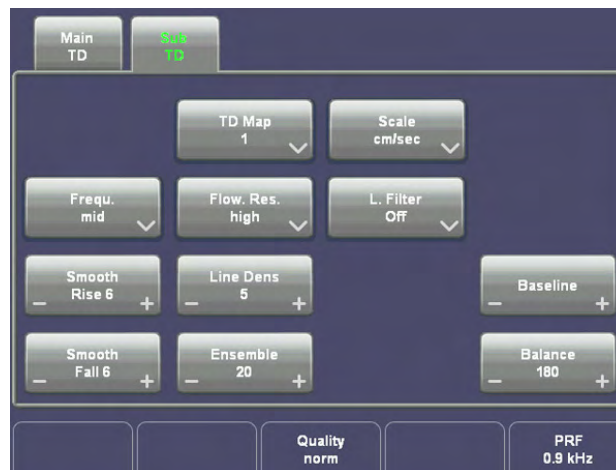 Main
TD
Sub
TD
TD Map
1
Scale
cm/sec
Frequ.
mid
Flow. Res.
high
L. Filter
Off
Smooth
Rise 6
Line Dens
5
Baseline
Smooth
Fall 6
Ensemble
20
Balance
180
Quality
norm
PRF
0.9 kHz